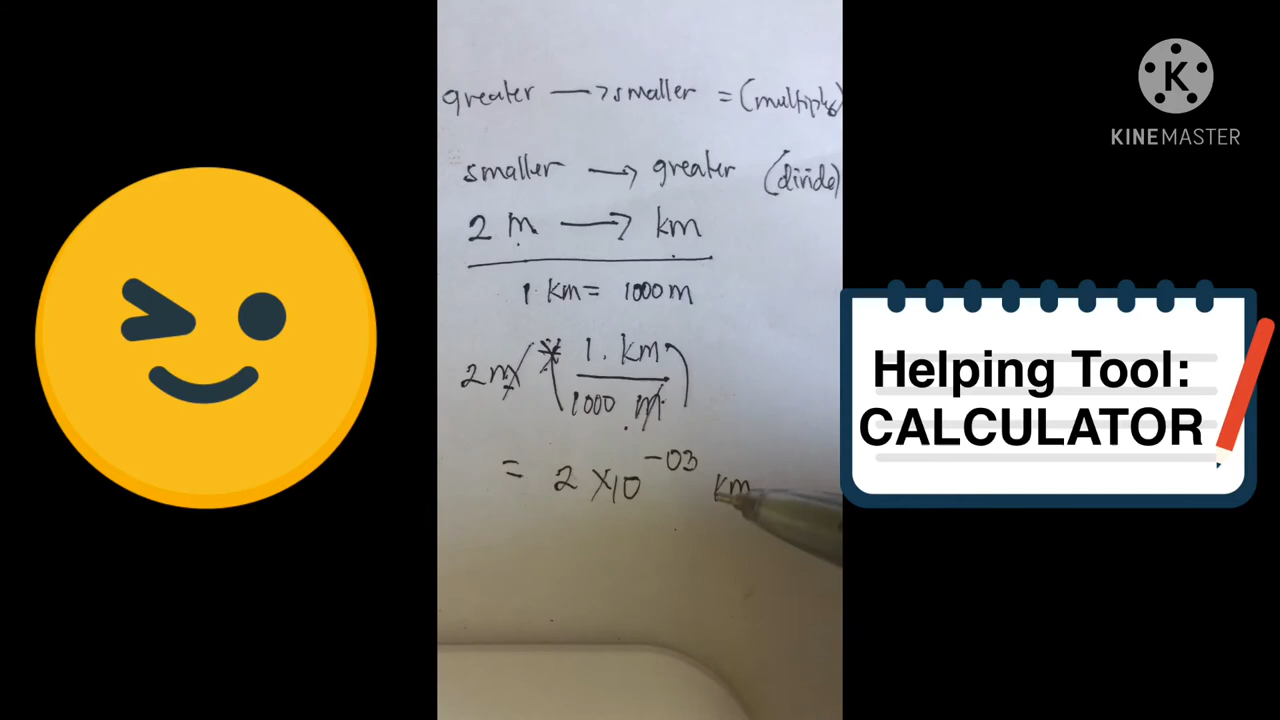 greater → smaller = (multiply)
smaller → greater (divide)
2 m → km
1 km = 1000 m
2 m * ( 1. km
1000 m )
= 2 ×10⁻⁰³ km
K
KINEMASTER
Helping Tool:
CALCULATOR